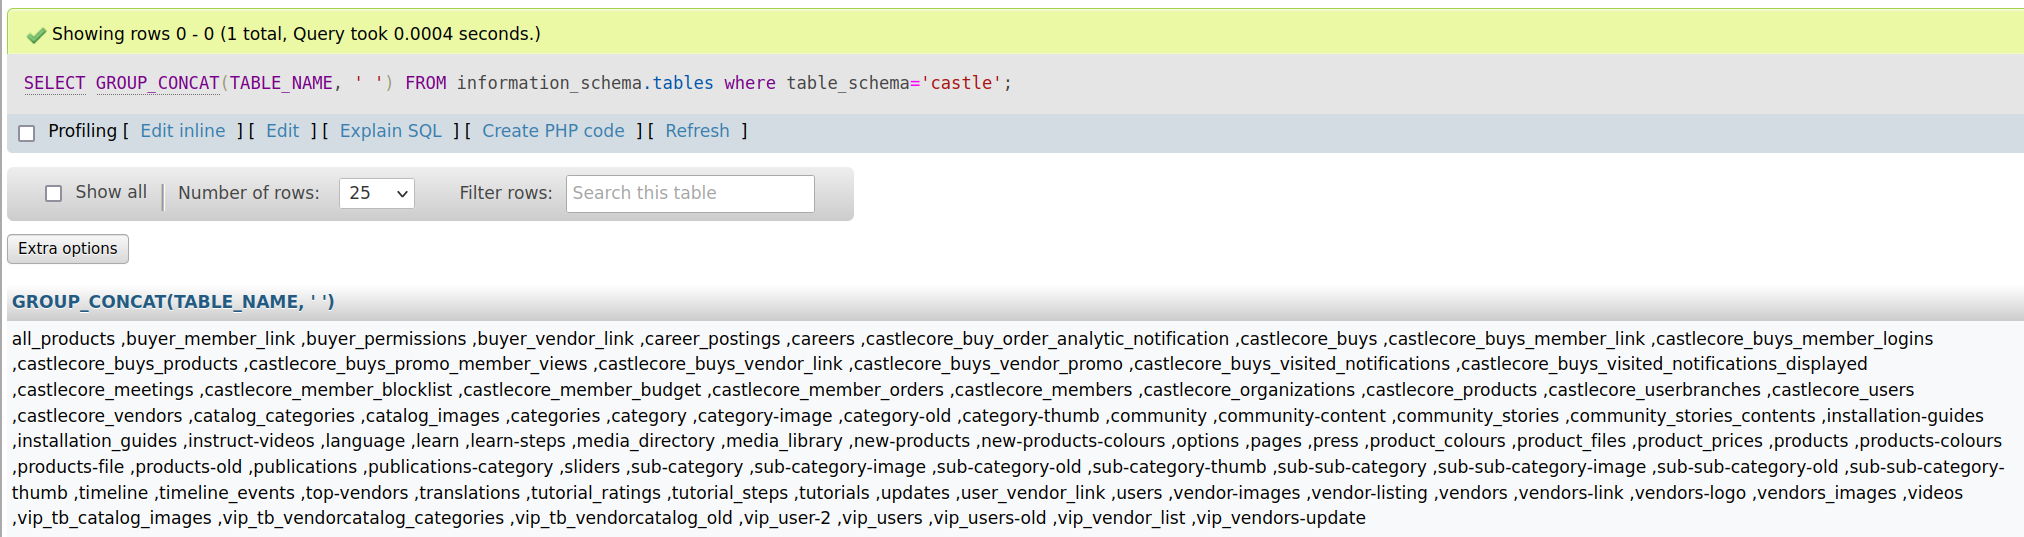 Showing rows 0 - 0 (1 total, Query took 0.0004 seconds.)
SELECT GROUP_CONCAT(TABLE_NAME, ' ') FROM information_schema.tables where table_schema='castle';
Profiling [ Edit inline ] [ Edit ] [ Explain SQL ] [ Create PHP code ] [ Refresh ]
Show all Number of rows: 25 Filter rows: Search this table
Extra options
GROUP_CONCAT(TABLE_NAME, ' ')
all_products ,buyer_member_link ,buyer_permissions ,buyer_vendor_link ,career_postings ,careers ,castlecore_buy_order_analytic_notification ,castlecore_buys ,castlecore_buys_member_link ,castlecore_buys_member_logins
,castlecore_buys_products ,castlecore_buys_promo_member_views ,castlecore_buys_vendor_link ,castlecore_buys_vendor_promo ,castlecore_buys_visited_notifications ,castlecore_buys_visited_notifications_displayed
,castlecore_meetings ,castlecore_member_blocklist ,castlecore_member_budget ,castlecore_member_orders ,castlecore_members ,castlecore_organizations ,castlecore_products ,castlecore_userbranches ,castlecore_users
,castlecore_vendors ,catalog_categories ,catalog_images ,categories ,category ,category-image ,category-old ,category-thumb ,community ,community-content ,community_stories ,community_stories_contents ,installation-guides
,installation_guides ,instruct-videos ,language ,learn ,learn-steps ,media_directory ,media_library ,new-products ,new-products-colours ,options ,pages ,press ,product_colours ,product_files ,product_prices ,products ,products-colours
,products-file ,products-old ,publications ,publications-category ,sliders ,sub-category ,sub-category-image ,sub-category-old ,sub-category-thumb ,sub-sub-category ,sub-sub-category-image ,sub-sub-category-old ,sub-sub-category-
thumb ,timeline ,timeline_events ,top-vendors ,translations ,tutorial_ratings ,tutorial_steps ,tutorials ,updates ,user_vendor_link ,users ,vendor-images ,vendor-listing ,vendors ,vendors-link ,vendors-logo ,vendors_images ,videos
,vip_tb_catalog_images ,vip_tb_vendorcatalog_categories ,vip_tb_vendorcatalog_old ,vip_user-2 ,vip_users ,vip_users-old ,vip_vendor_list ,vip_vendors-update